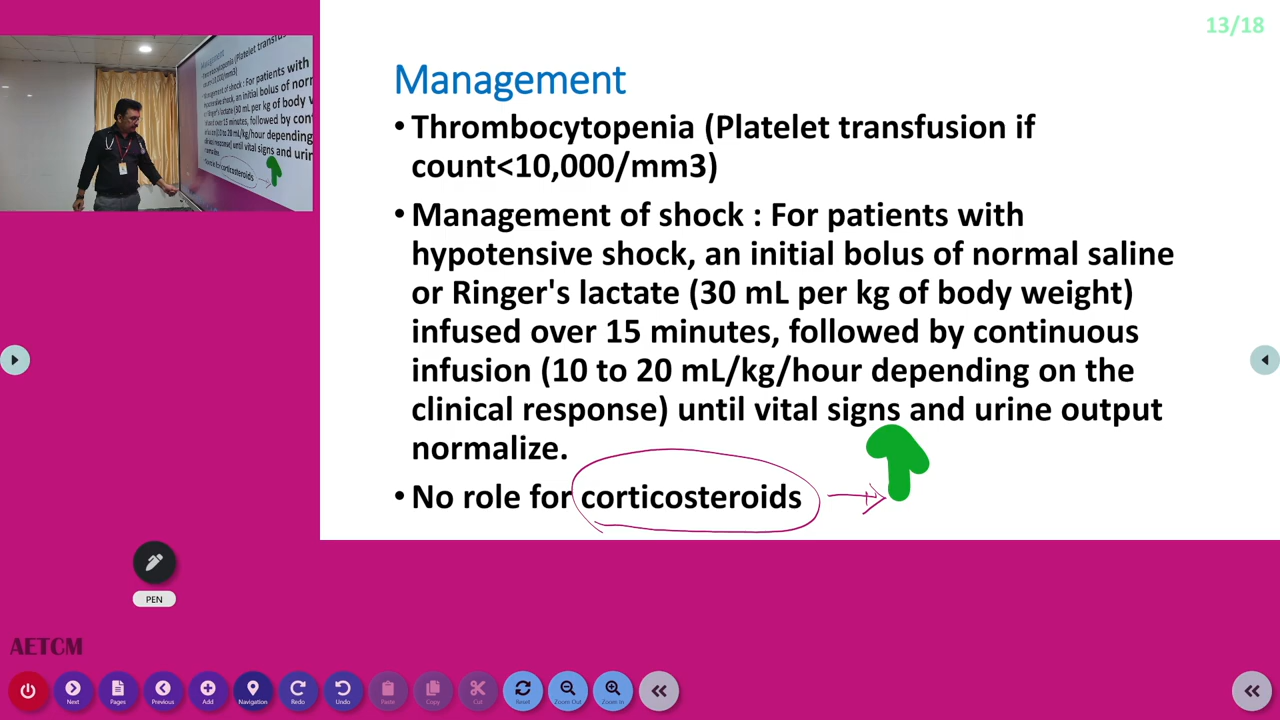 13/18
Management
• Thrombocytopenia (Platelet transfusion if
count<10,000/mm3)
• Management of shock : For patients with
hypotensive shock, an initial bolus of normal saline
or Ringer's lactate (30 mL per kg of body weight)
infused over 15 minutes, followed by continuous
infusion (10 to 20 mL/kg/hour depending on the
clinical response) until vital signs and urine output
normalize.
• No role for corticosteroids
PEN
AETCM
Next
Pages
Previous
Add
Navigation
Redo
Undo
Paste
Copy
Cut
Reset
Zoom Out
Zoom In